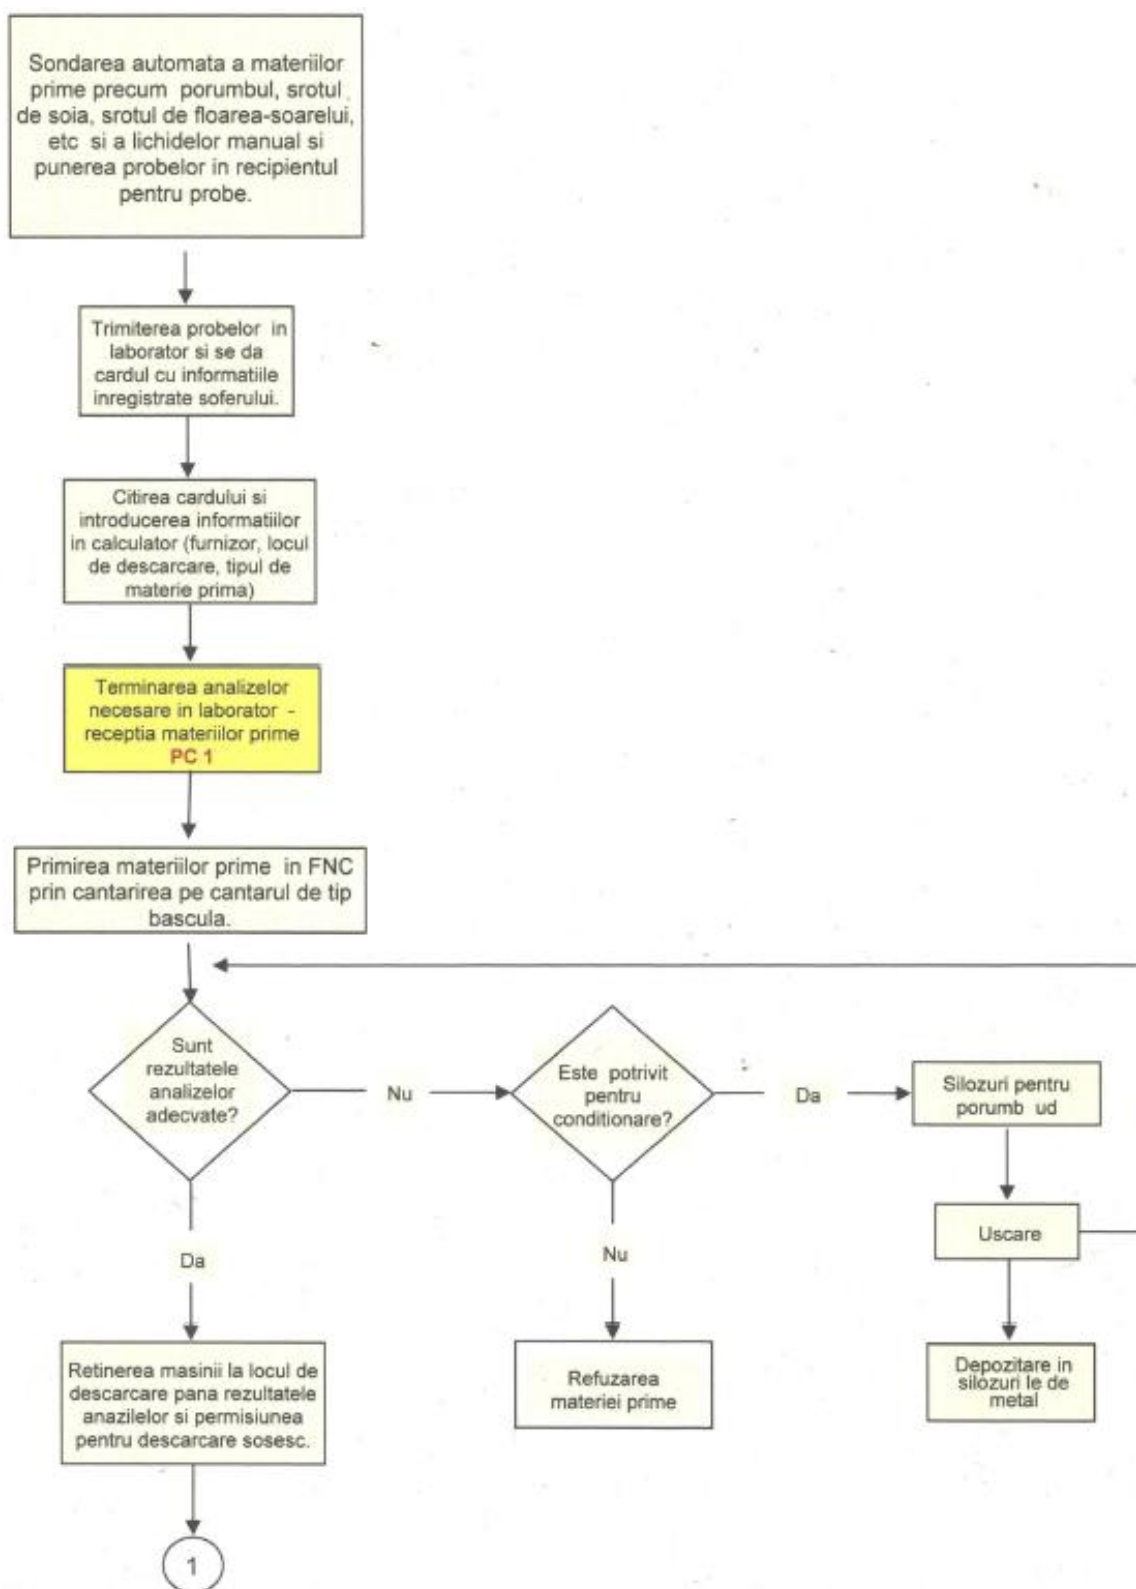 Sondarea automata a materiilor
prime precum porumbul, srotul
de soia, srotul de floarea-soarelui,
etc si a lichidelor manual si
punerea probelor in recipientul
pentru probe.
Trimiterea probelor in
laborator si se da
cardul cu informatiile
inregistrate soferului.
Citirea cardului si
introducerea informatiilor
in calculator (furnizor, locul
de descarcare, tipul de
materie prima)
Terminarea analizelor
necesare in laborator -
receptia materiilor prime
PC 1
Primirea materiilor prime in FNC
prin cantarirea pe cantarul de tip
bascula.
Sunt
rezultatele
analizelor
adecvate?
Nu
Este potrivit
pentru
conditionare?
Da
Silozuri pentru
porumb ud
Uscare
Depozitare in
silozuri le de
metal
Nu
Refuzarea
materiei prime
Da
Retinerea masinii la locul de
descarcare pana rezultatele
anazilelor si permisiunea
pentru descarcare sosesc.
1